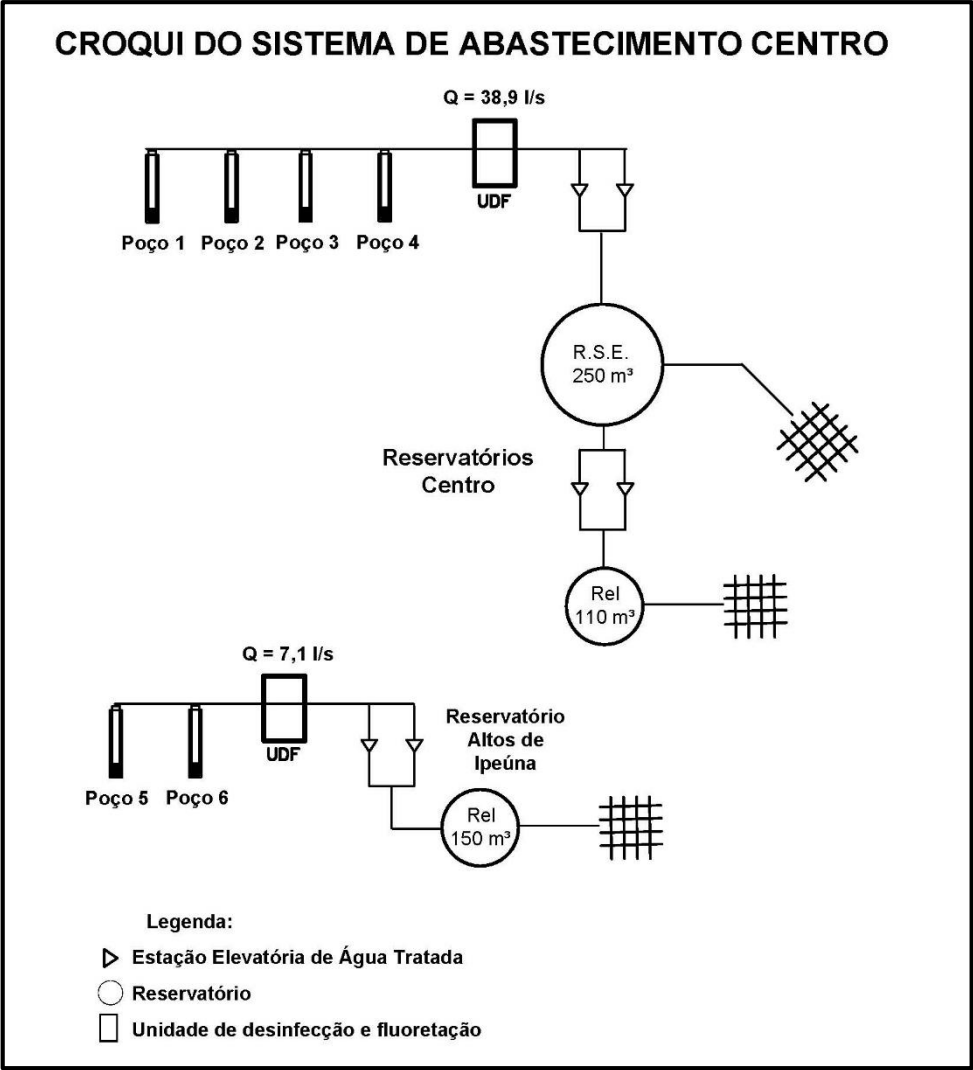 CROQUI DO SISTEMA DE ABASTECIMENTO CENTRO
Q = 38,9 l/s
UDF
Poço 1 Poço 2 Poço 3 Poço 4
R.S.E.
250 m³
Reservatórios
Centro
Rel
110 m³
Q = 7,1 l/s
UDF
Poço 5 Poço 6
Reservatório
Altos de
Ipeúna
Rel
150 m³
Legenda:
Estação Elevatória de Água Tratada
Reservatório
Unidade de desinfecção e fluoretação